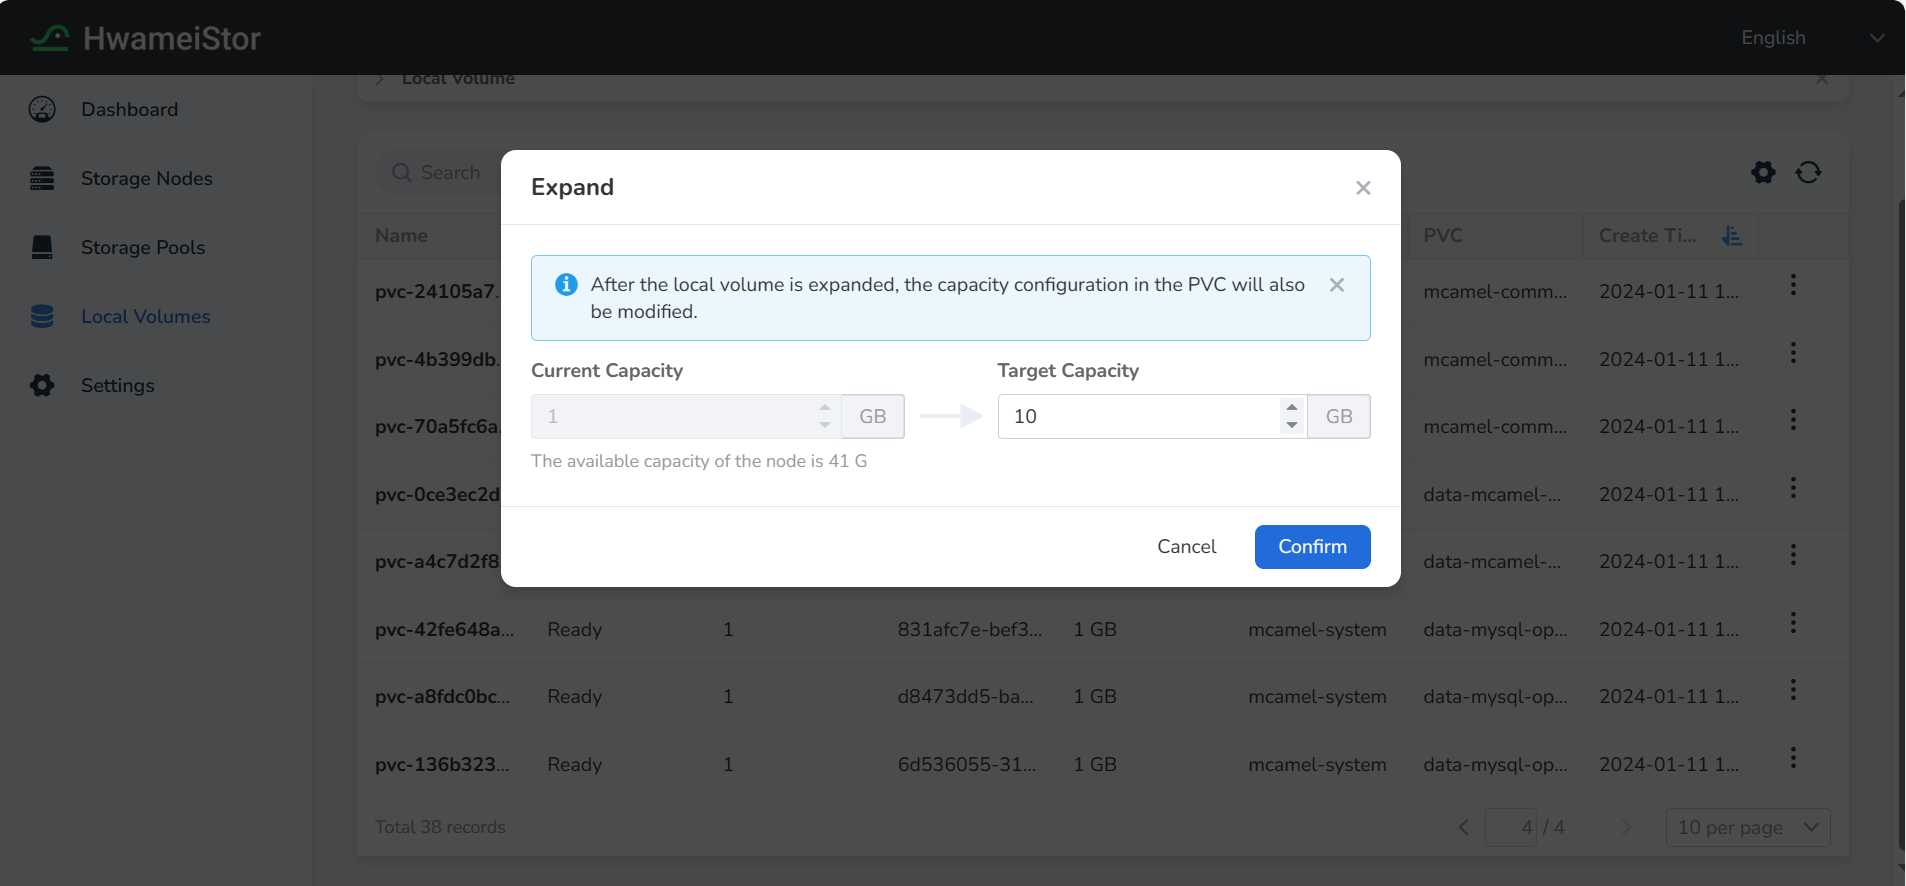 HwameiStor
English
Local Volume
Dashboard
Storage Nodes
Storage Pools
Local Volumes
Settings
Search
Expand
After the local volume is expanded, the capacity configuration in the PVC will also
be modified.
Current Capacity
Target Capacity
1 GB
10 GB
The available capacity of the node is 41 G
Cancel
Confirm
Name PVC Create Ti...
pvc-24105a7... mcamel-comm... 2024-01-11 1...
pvc-4b399db... mcamel-comm... 2024-01-11 1...
pvc-70a5fc6a... mcamel-comm... 2024-01-11 1...
pvc-0ce3ec2d data-mcamel-... 2024-01-11 1...
pvc-a4c7d2f8 data-mcamel-... 2024-01-11 1...
pvc-42fe648a... Ready 1 831afc7e-bef3... 1 GB mcamel-system data-mysql-op... 2024-01-11 1...
pvc-a8fdc0bc... Ready 1 d8473dd5-ba... 1 GB mcamel-system data-mysql-op... 2024-01-11 1...
pvc-136b323... Ready 1 6d536055-31... 1 GB mcamel-system data-mysql-op... 2024-01-11 1...
Total 38 records
4 / 4
10 per page